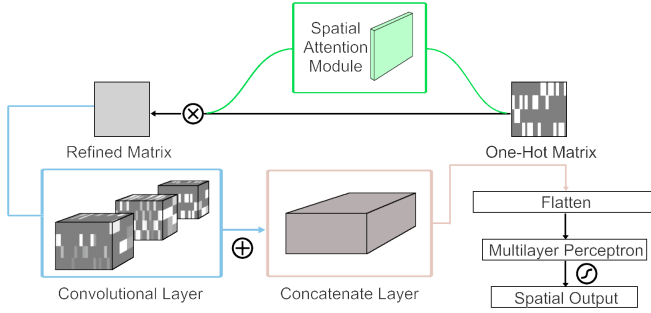 Spatial
Attention
Module
Refined Matrix
One-Hot Matrix
Convolutional Layer
Concatenate Layer
Flatten
Multilayer Perceptron
Spatial Output